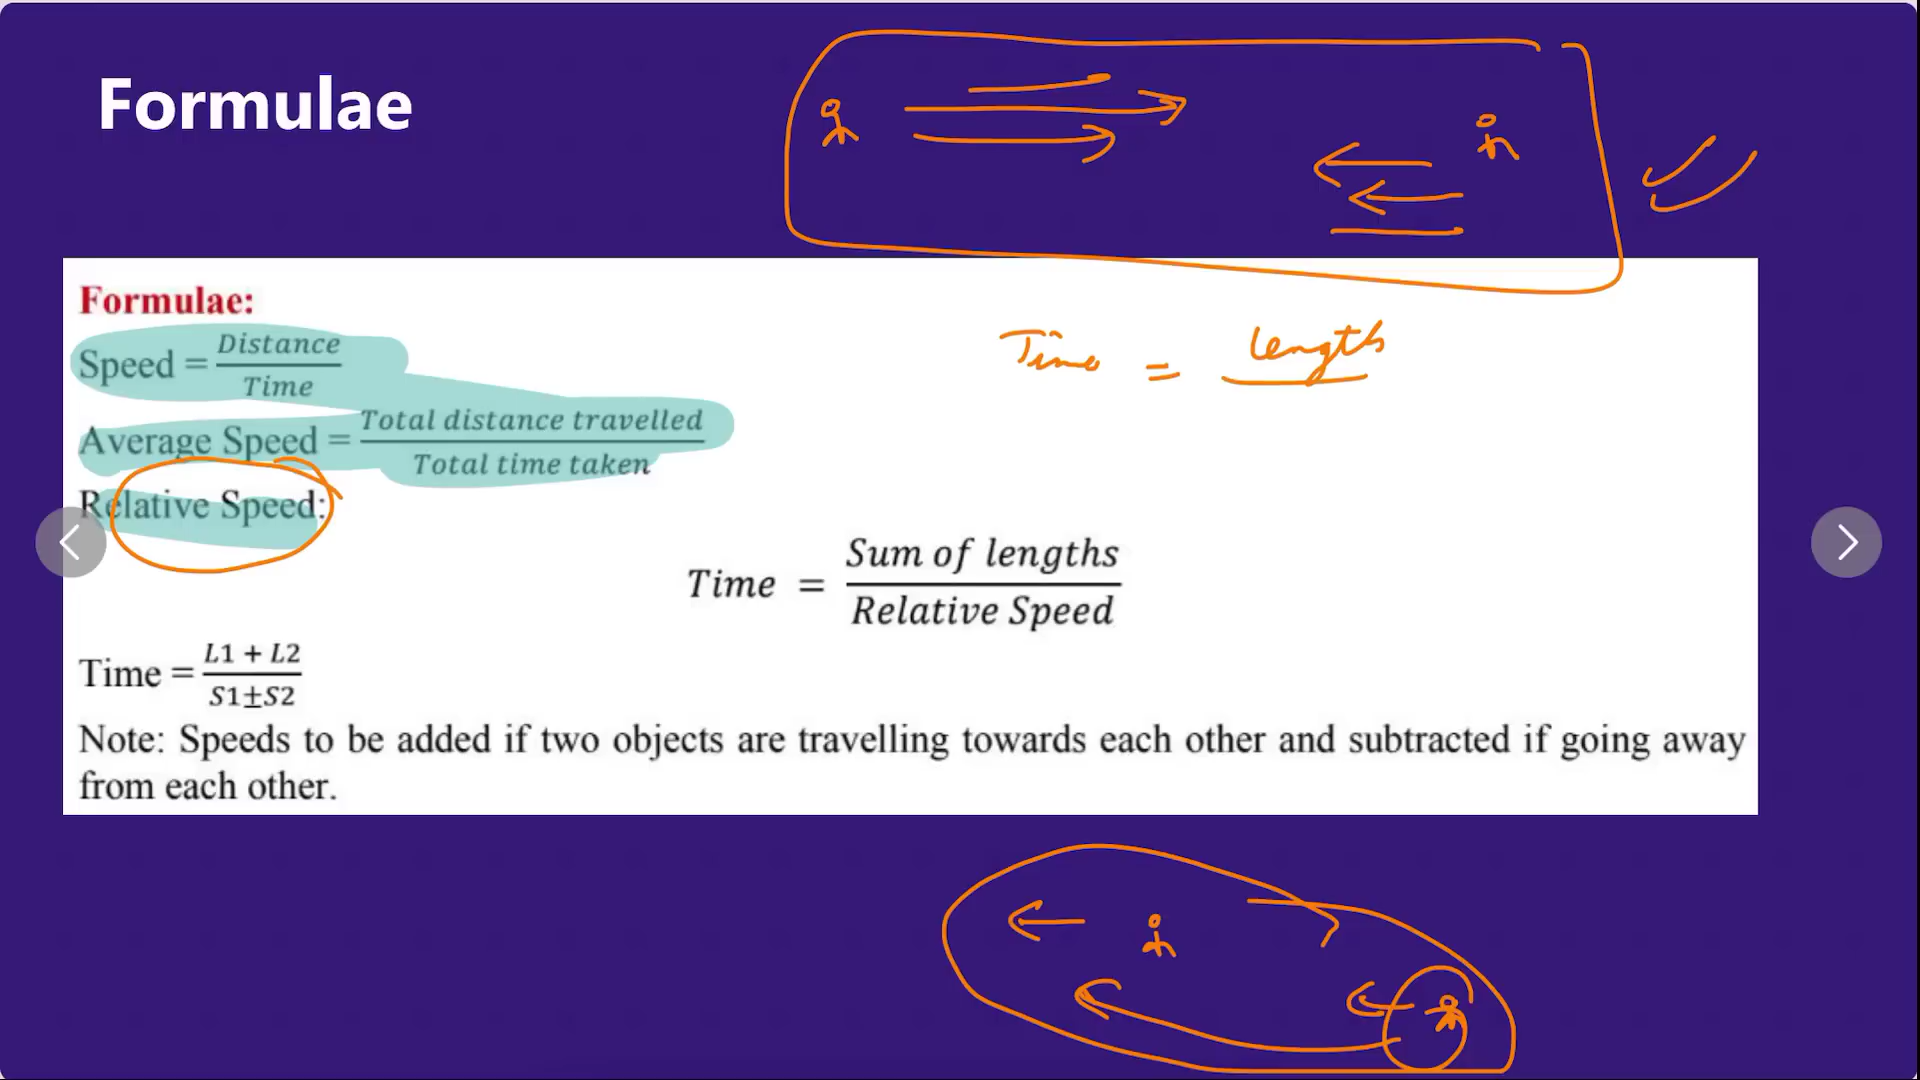 Formulae
Formulae:
Time = length
Speed = Distance / Time
Average Speed = Total distance travelled / Total time taken
Relative Speed:
Time = Sum of lengths / Relative Speed
Time = L1 + L2 / S1±S2
Note: Speeds to be added if two objects are travelling towards each other and subtracted if going away
from each other.